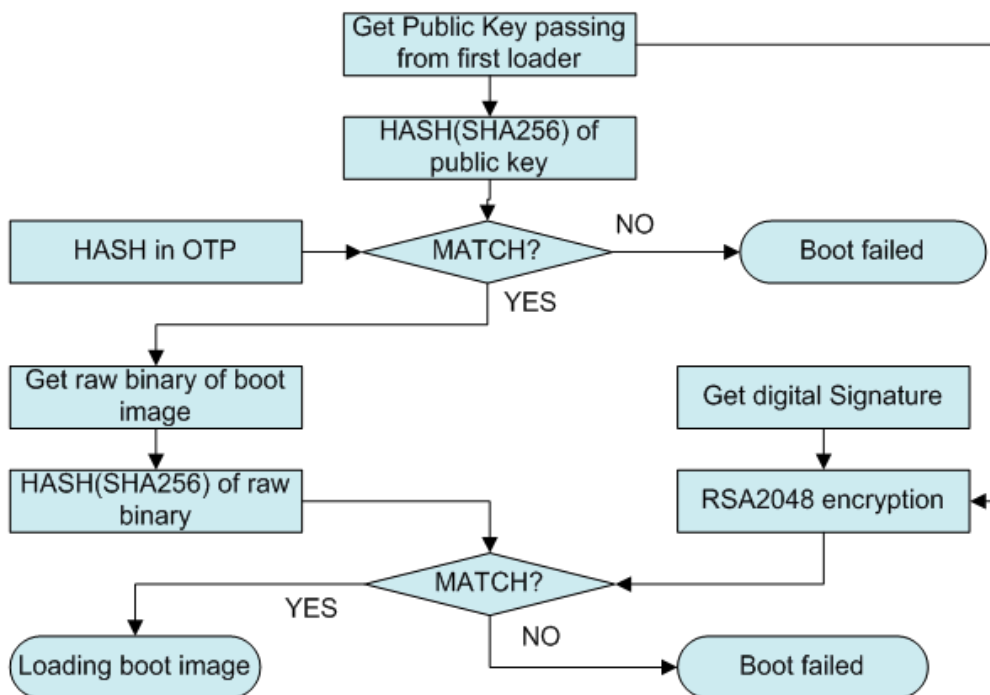 Get Public Key passing
from first loader
HASH(SHA256) of
public key
HASH in OTP
MATCH?
NO
Boot failed
YES
Get raw binary of boot
image
Get digital Signature
HASH(SHA256) of raw
binary
RSA2048 encryption
MATCH?
YES
NO
Loading boot image
Boot failed